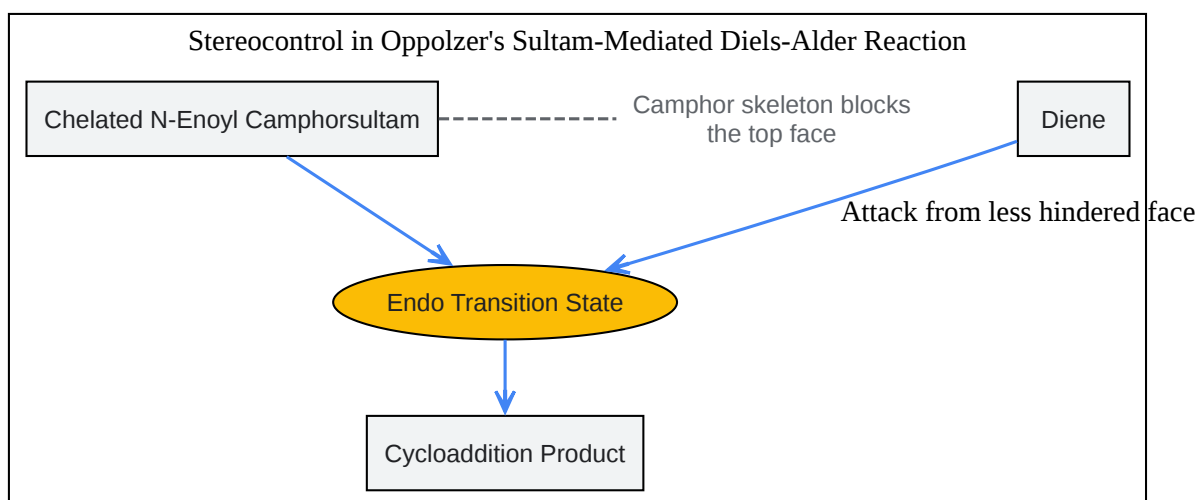 Stereocontrol in Oppolzer's Sultam-Mediated Diels-Alder Reaction
Chelated N-Enoyl Camphorsultam
Camphor skeleton blocks
the top face
Diene
Attack from less hindered face
Endo Transition State
Cycloaddition Product